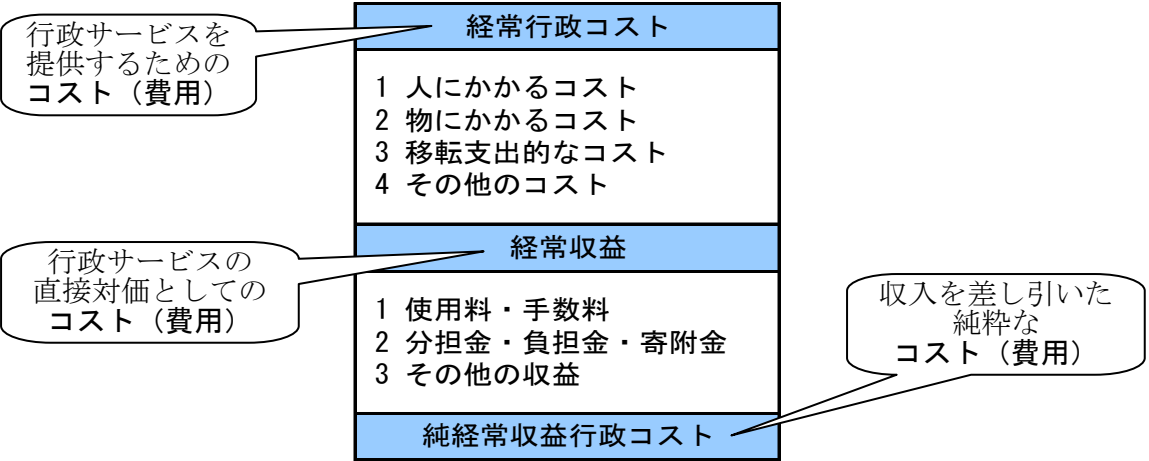 行政サービスを
提供するための
コスト（費用）
経常行政コスト
1 人にかかるコスト
2 物にかかるコスト
3 移転支出的なコスト
4 その他のコスト
行政サービスの
直接対価としての
コスト（費用）
経常収益
1 使用料・手数料
2 分担金・負担金・寄附金
3 その他の収益
収入を差し引いた
純粋な
コスト（費用）
純経常収益行政コスト